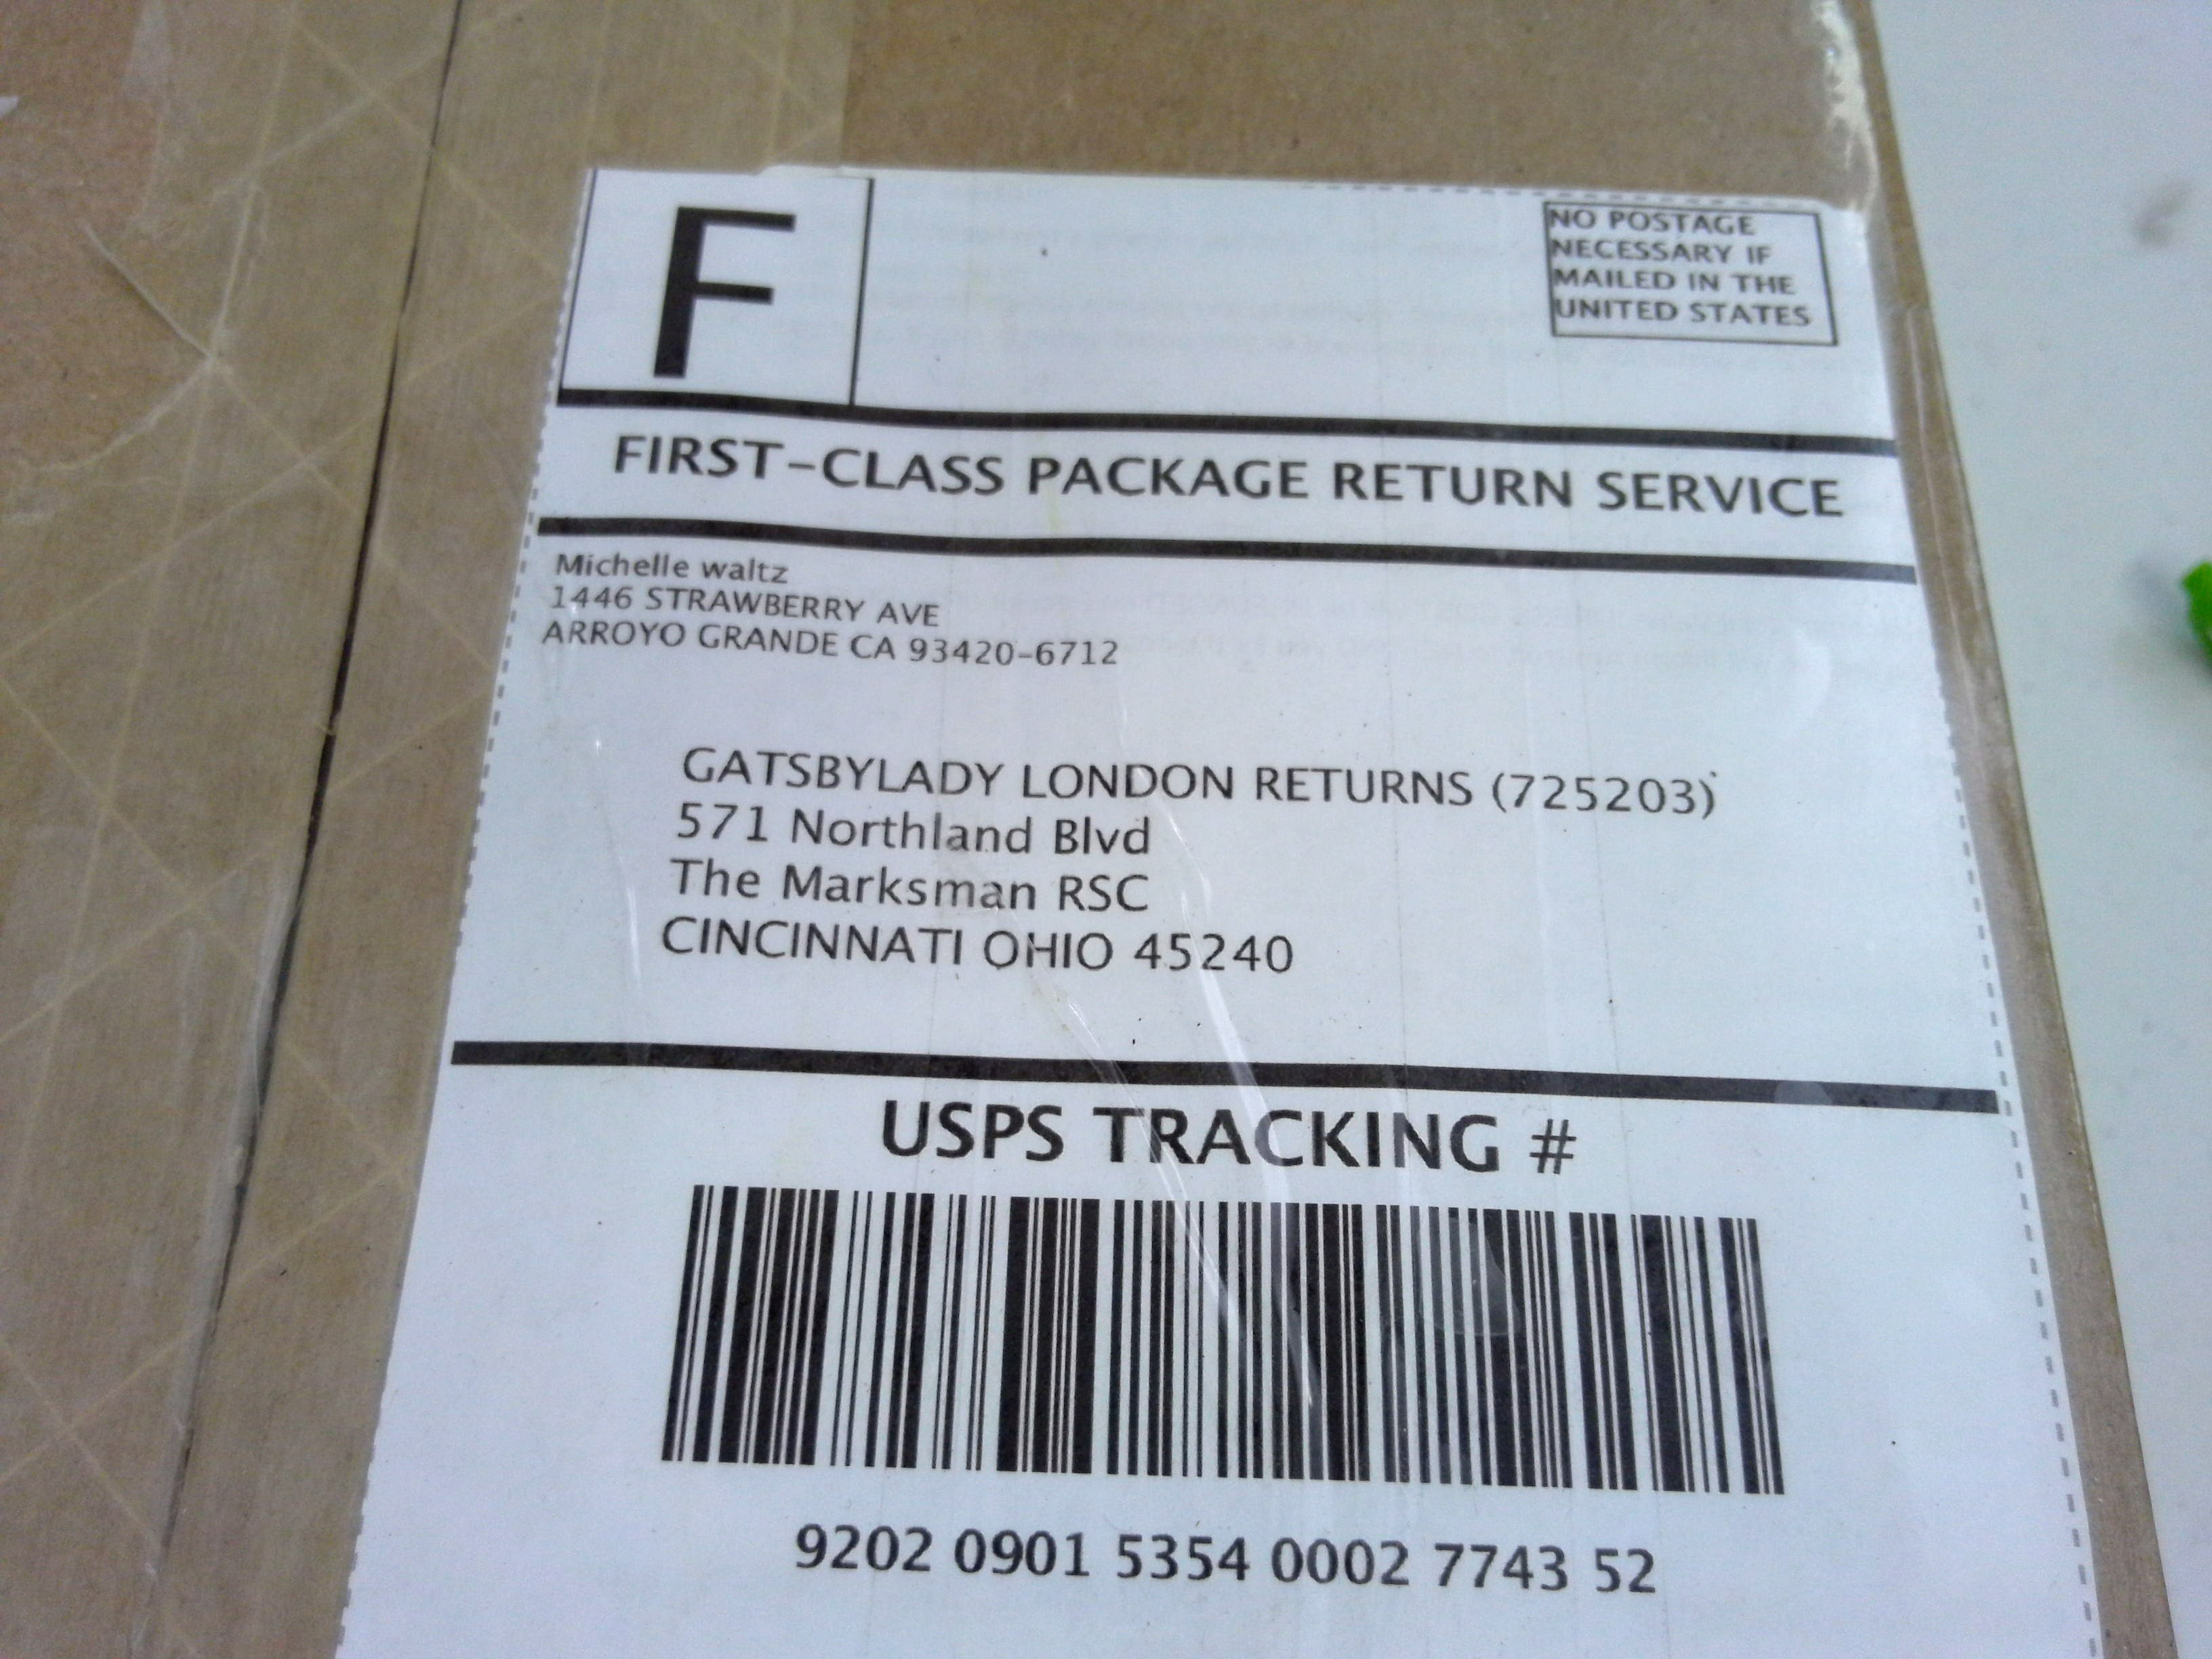 F
NO POSTAGE
NECESSARY IF
MAILED IN THE
UNITED STATES
FIRST-CLASS PACKAGE RETURN SERVICE
Michelle waltz
1446 STRAWBERRY AVE
ARROYO GRANDE CA 93420-6712
GATSBYLADY LONDON RETURNS (725203)
571 Northland Blvd
The Marksman RSC
CINCINNATI OHIO 45240
USPS TRACKING #
9202 0901 5354 0002 7743 52